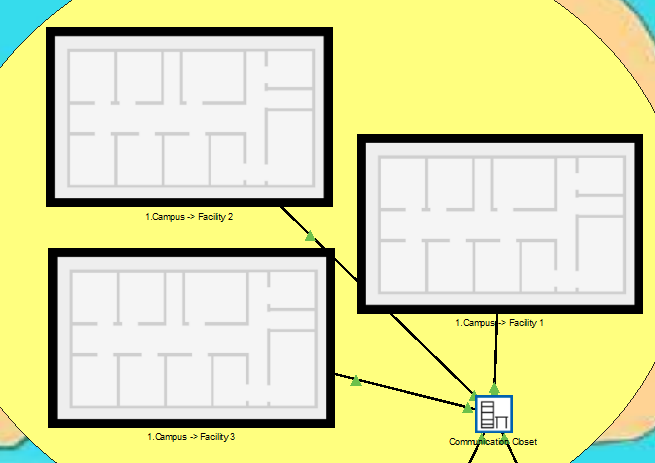 1.Campus -> Facility 2
1.Campus -> Facility 1
1.Campus -> Facility 3
Communication Closet